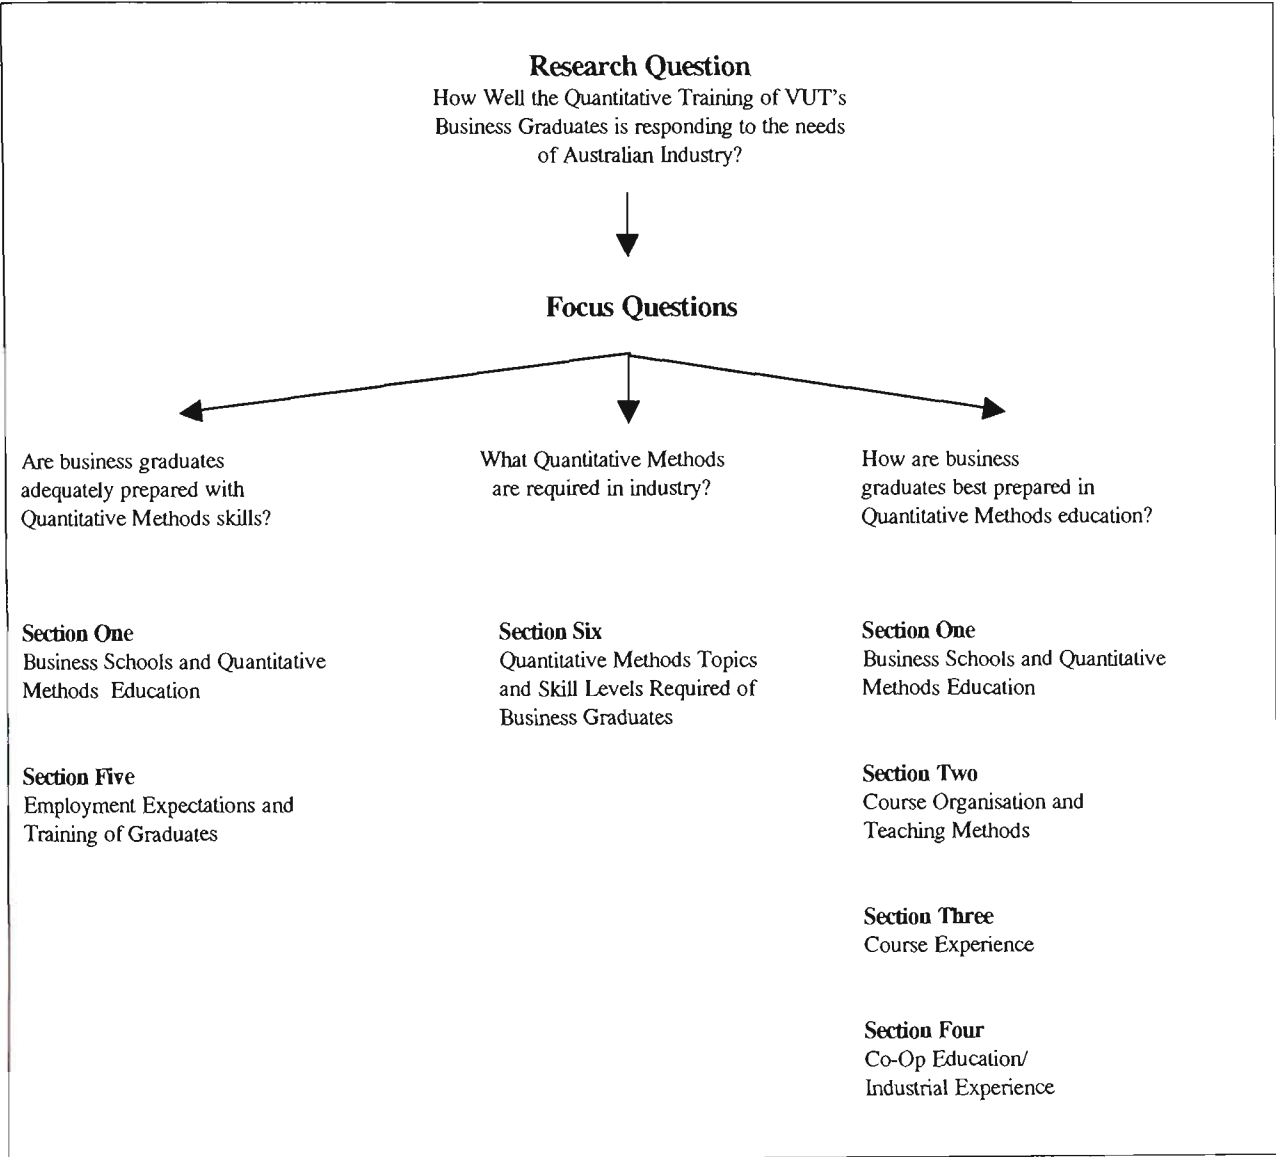 Research Question
How Well the Quantitative Training of VUT's
Business Graduates is responding to the needs
of Australian Industry?
Focus Questions
Are business graduates
adequately prepared with
Quantitative Methods skills?
What Quantitative Methods
are required in industry?
How are business
graduates best prepared in
Quantitative Methods education?
Section One
Business Schools and Quantitative
Methods Education
Section Five
Employment Expectations and
Training of Graduates
Section Six
Quantitative Methods Topics
and Skill Levels Required of
Business Graduates
Section One
Business Schools and Quantitative
Methods Education
Section Two
Course Organisation and
Teaching Methods
Section Three
Course Experience
Section Four
Co-Op Education/
Industrial Experience